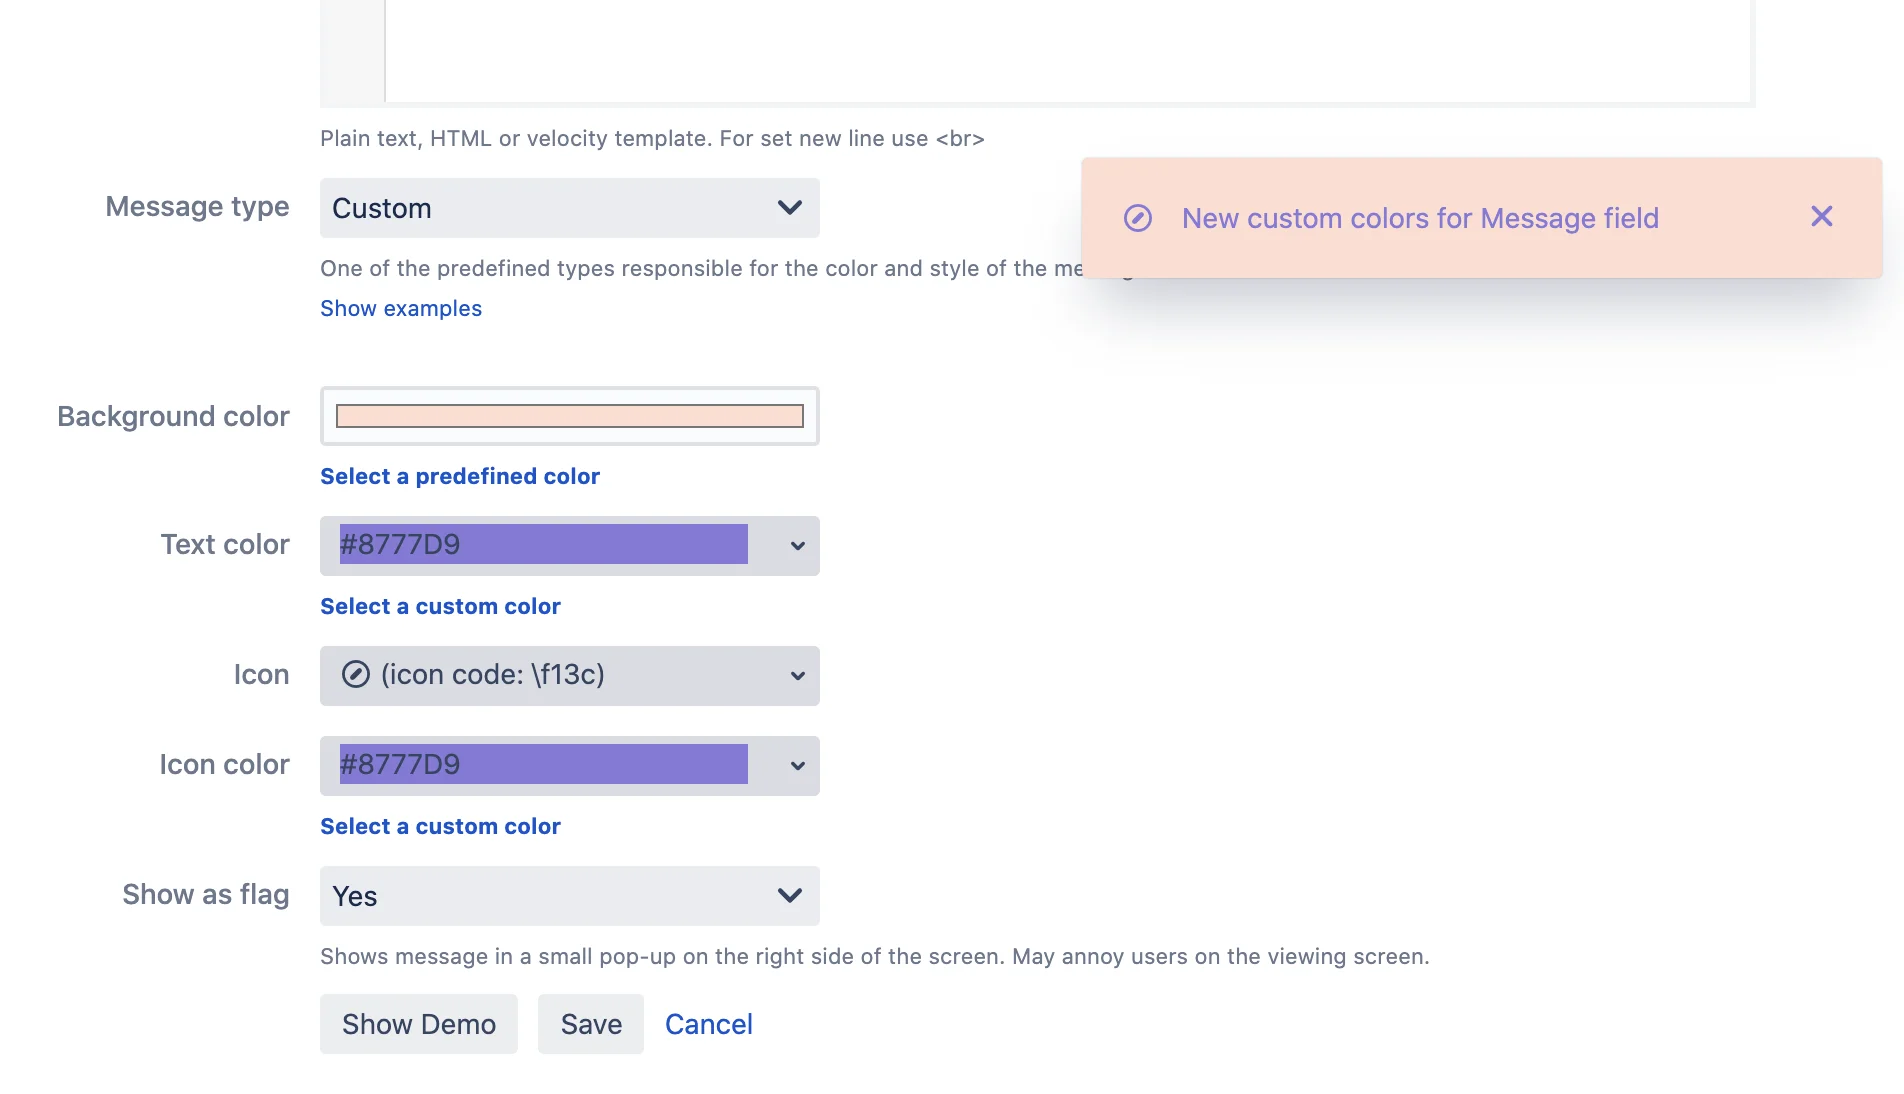 Plain text, HTML or velocity template. For set new line use <br>
Message type
Custom
One of the predefined types responsible for the color and style of the
Show examples
New custom colors for Message field
Background color
Select a predefined color
Text color
#8777D9
Select a custom color
Icon
(icon code: \f13c)
Icon color
#8777D9
Select a custom color
Show as flag
Yes
Shows message in a small pop-up on the right side of the screen. May annoy users on the viewing screen.
Show Demo
Save
Cancel